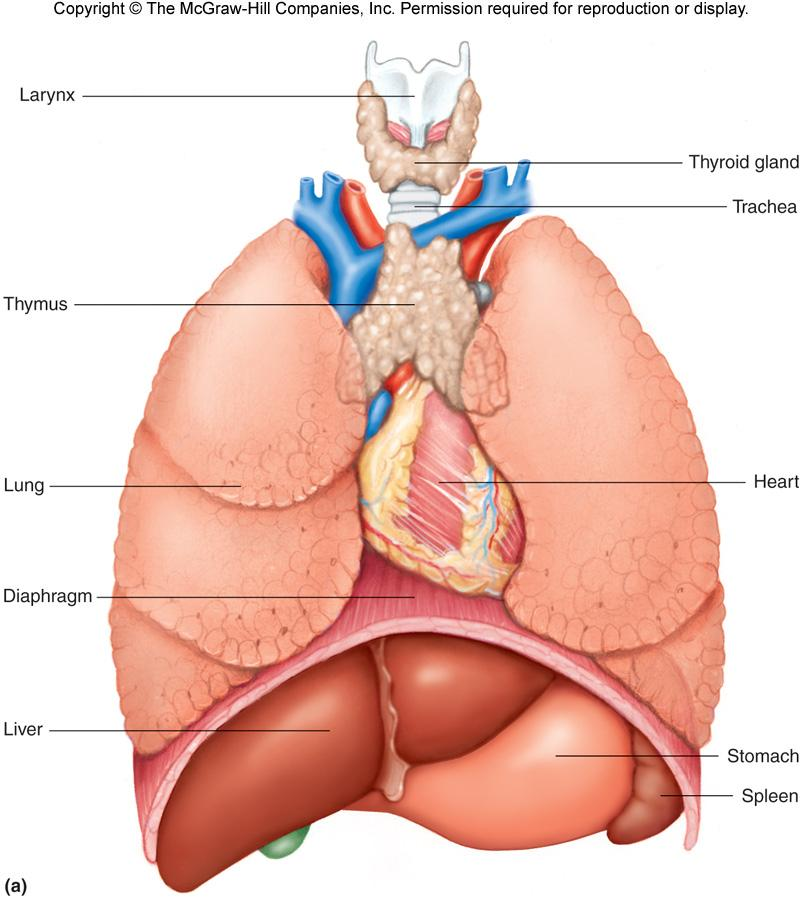 Copyright © The McGraw-Hill Companies, Inc. Permission required for reproduction or display.
Larynx
Thyroid gland
Trachea
Thymus
Heart
Lung
Diaphragm
Liver
Stomach
Spleen
(a)